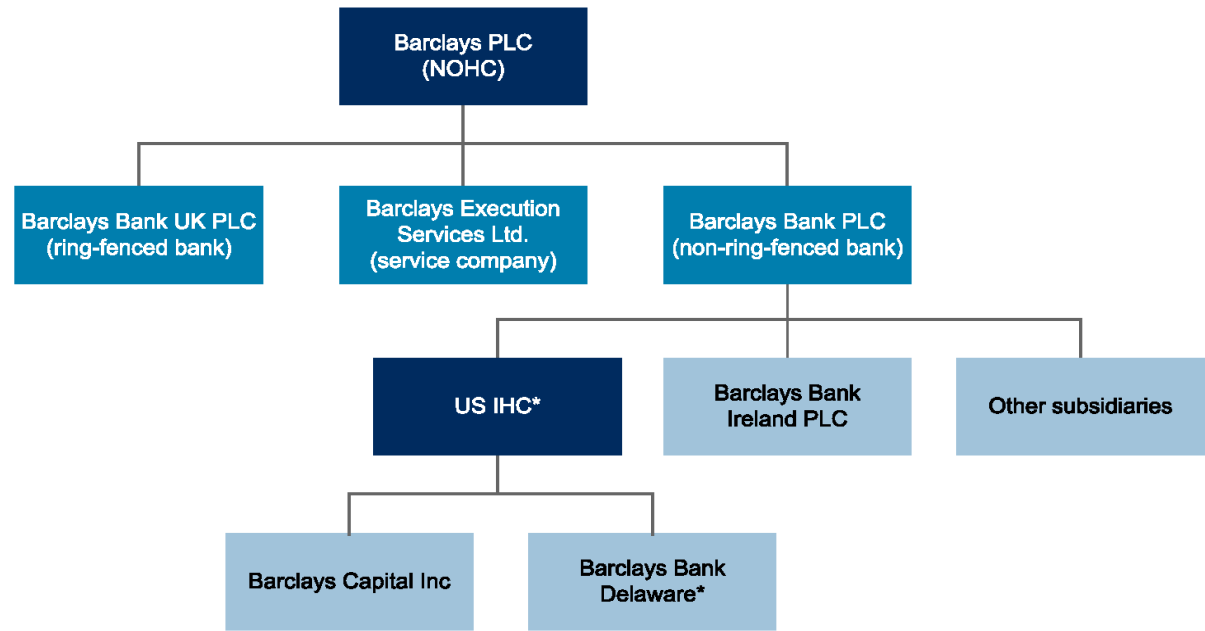 Barclays PLC
(NOHC)
Barclays Bank UK PLC
(ring-fenced bank)
Barclays Execution
Services Ltd.
(service company)
Barclays Bank PLC
(non-ring-fenced bank)
US IHC*
Barclays Bank
Ireland PLC
Other subsidiaries
Barclays Capital Inc
Barclays Bank
Delaware*